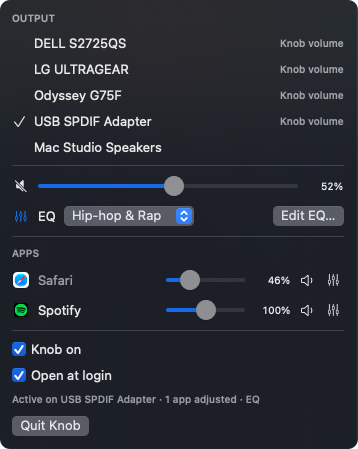 OUTPUT
DELL S2725QS Knob volume
LG ULTRAGEAR Knob volume
Odyssey G75F Knob volume
USB SPDIF Adapter Knob volume
Mac Studio Speakers
52%
EQ Hip-hop & Rap Edit EQ...
APPS
Safari 46%
Spotify 100%
Knob on
Open at login
Active on USB SPDIF Adapter · 1 app adjusted · EQ
Quit Knob